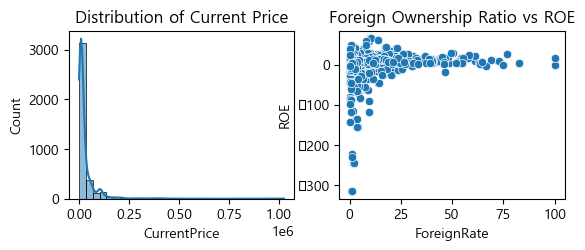 Distribution of Current Price
Count
3000
2000
1000
0
0.00
0.25
0.50
0.75
1.00
1e6
CurrentPrice
Foreign Ownership Ratio vs ROE
ROE
0
▯100
▯200
▯300
0
25
50
75
100
ForeignRate